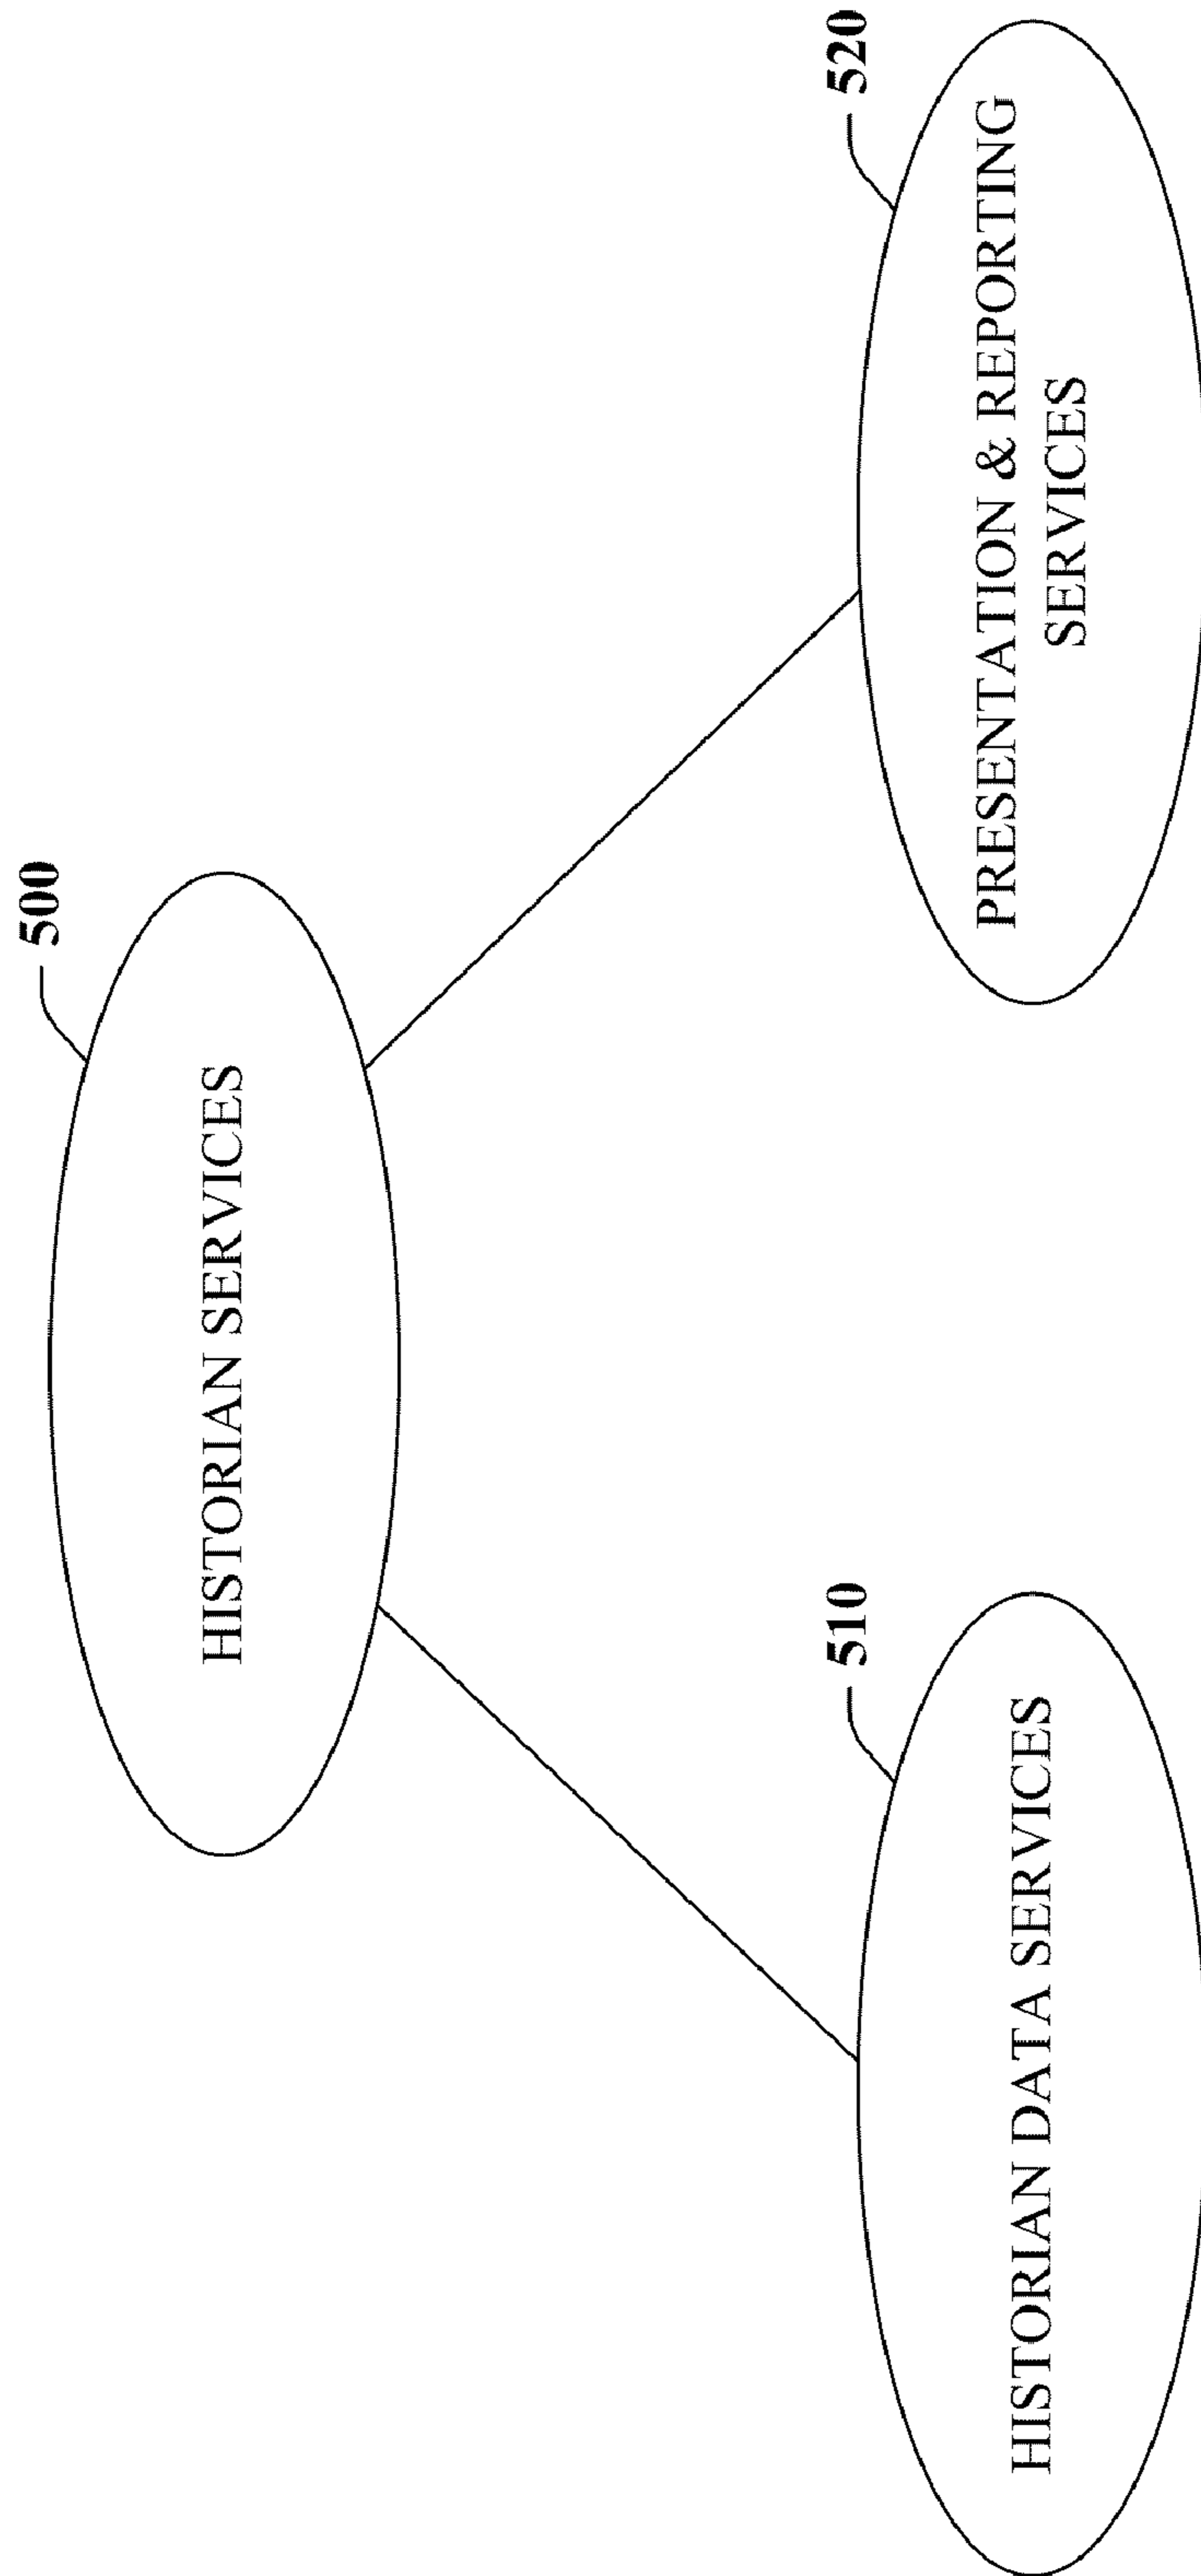 500
HISTORIAN SERVICES
510
HISTORIAN DATA SERVICES
520
PRESENTATION & REPORTING
SERVICES